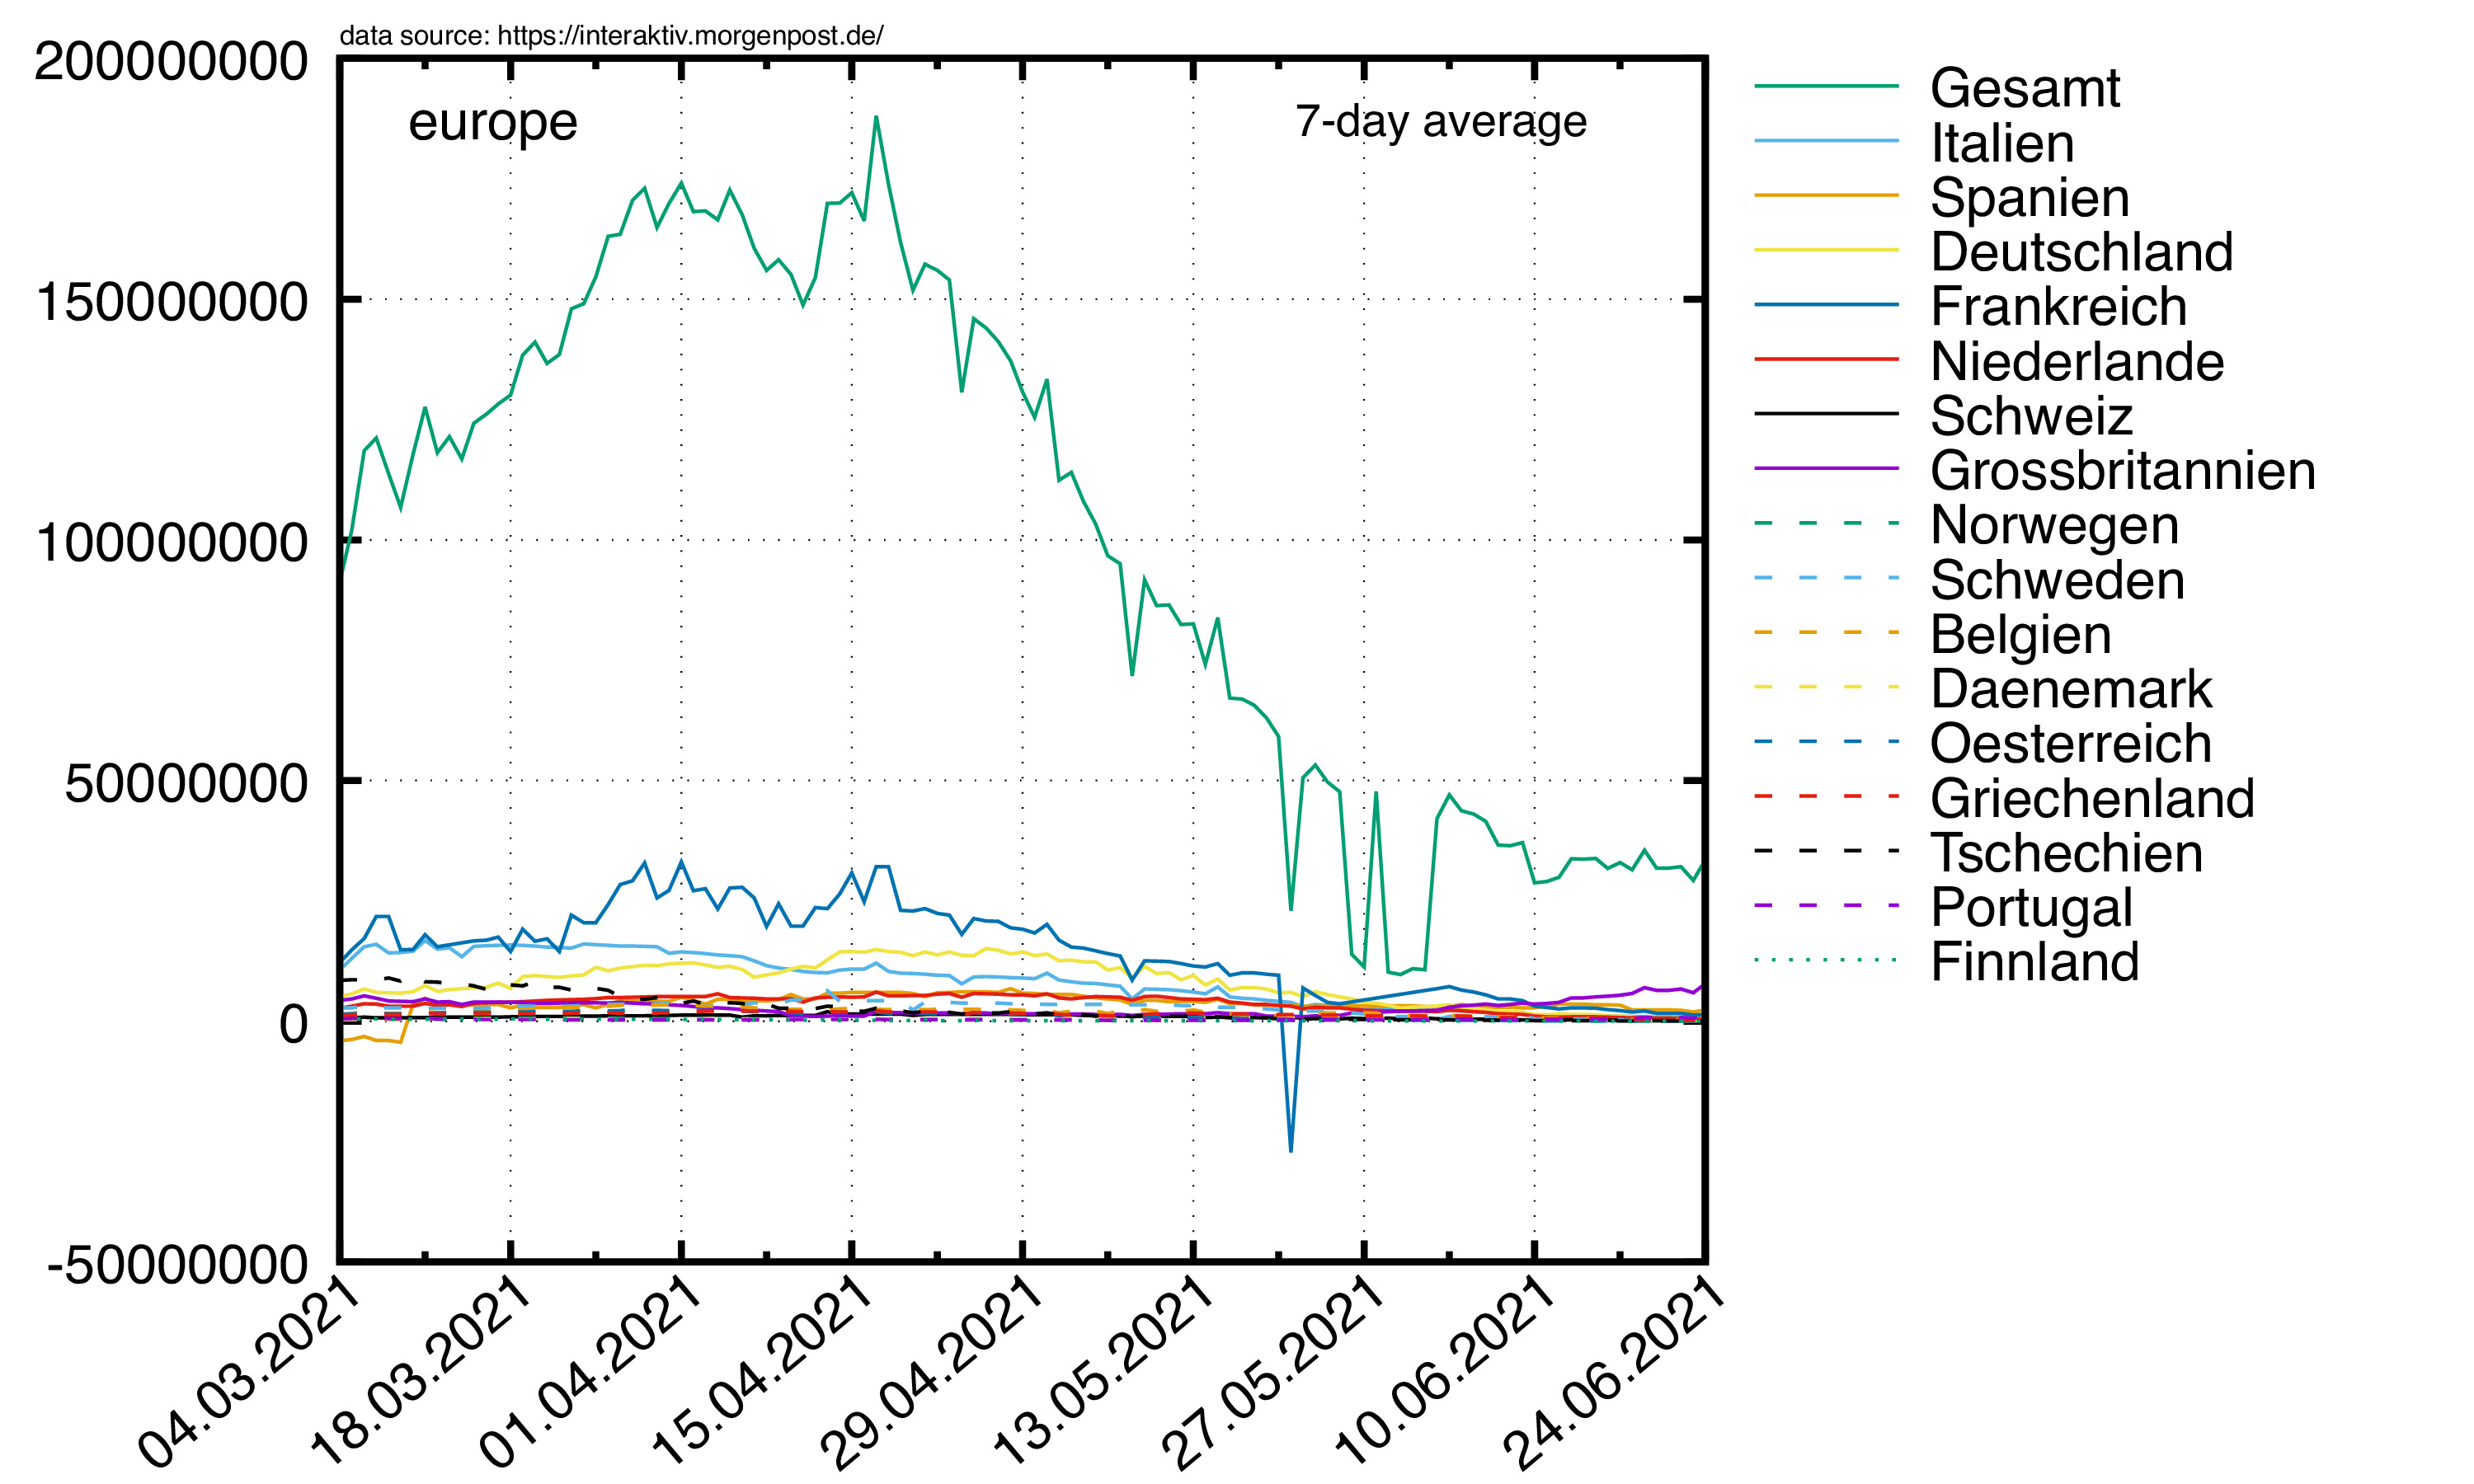 data source: https://interaktiv.morgenpost.de/
europe
7-day average
200000000
150000000
100000000
50000000
0
-50000000
04.03.2021
18.03.2021
01.04.2021
15.04.2021
29.04.2021
13.05.2021
27.05.2021
10.06.2021
24.06.2021
Gesamt
Italien
Spanien
Deutschland
Frankreich
Niederlande
Schweiz
Grossbritannien
Norwegen
Schweden
Belgien
Daenemark
Oesterreich
Griechenland
Tschechien
Portugal
Finnland